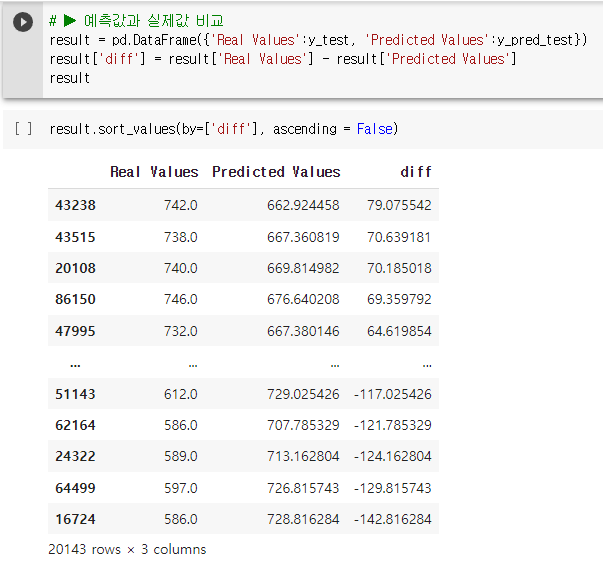 # ▶ 예측값과 실제값 비교
result = pd.DataFrame({'Real Values':y_test, 'Predicted Values':y_pred_test})
result['diff'] = result['Real Values'] - result['Predicted Values']
result
[ ] result.sort_values(by=['diff'], ascending = False)
Real Values Predicted Values diff
43238 742.0 662.924458 79.075542
43515 738.0 667.360819 70.639181
20108 740.0 669.814982 70.185018
86150 746.0 676.640208 69.359792
47995 732.0 667.380146 64.619854
... ... ... ...
51143 612.0 729.025426 -117.025426
62164 586.0 707.785329 -121.785329
24322 589.0 713.162804 -124.162804
64499 597.0 726.815743 -129.815743
16724 586.0 728.816284 -142.816284
20143 rows × 3 columns